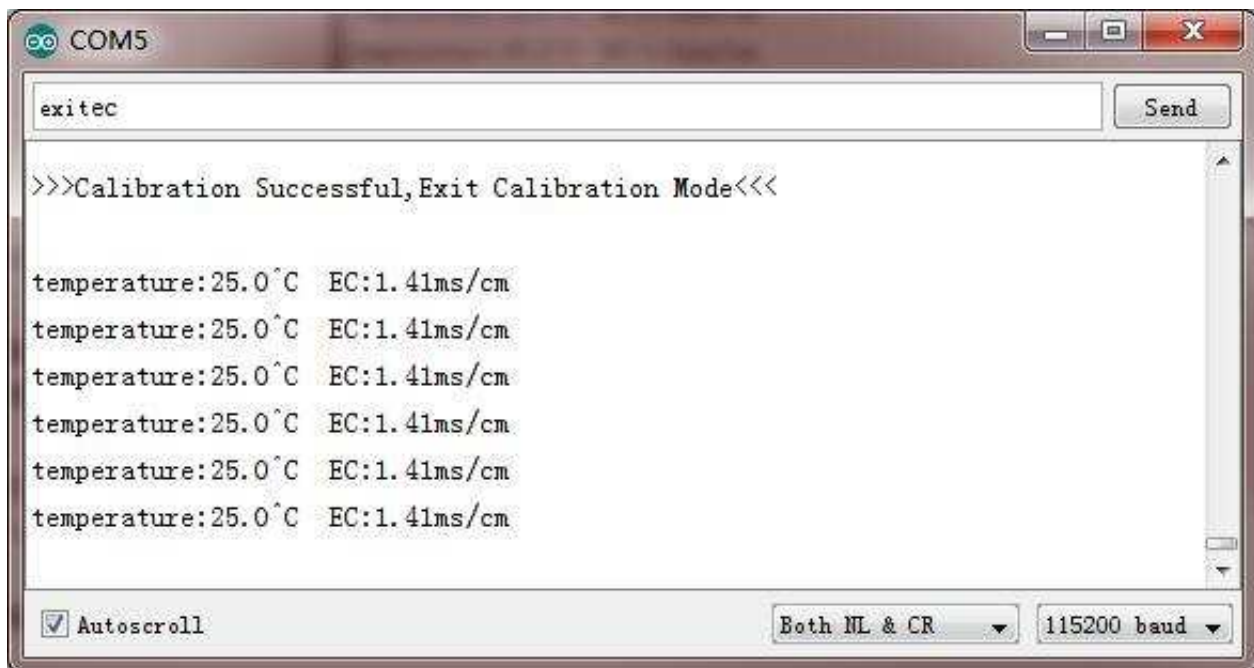 COM5
exitec
Send
>>>Calibration Successful,Exit Calibration Mode<<<
temperature:25.0^C  EC:1.41ms/cm
temperature:25.0^C  EC:1.41ms/cm
temperature:25.0^C  EC:1.41ms/cm
temperature:25.0^C  EC:1.41ms/cm
temperature:25.0^C  EC:1.41ms/cm
temperature:25.0^C  EC:1.41ms/cm
Autoscroll
Both NL & CR
115200 baud